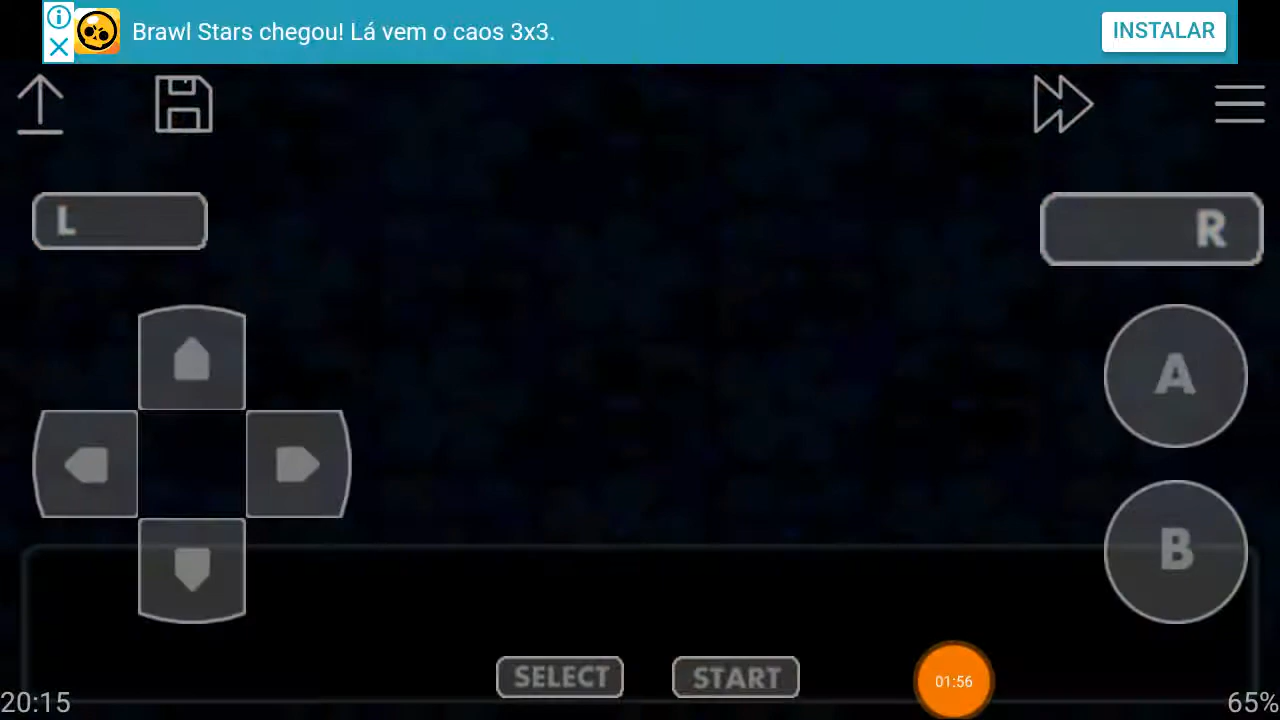 Brawl Stars chegou! Lá vem o caos 3x3.
INSTALAR
L
R
A
B
SELECT
START
01:56
20:15
65%